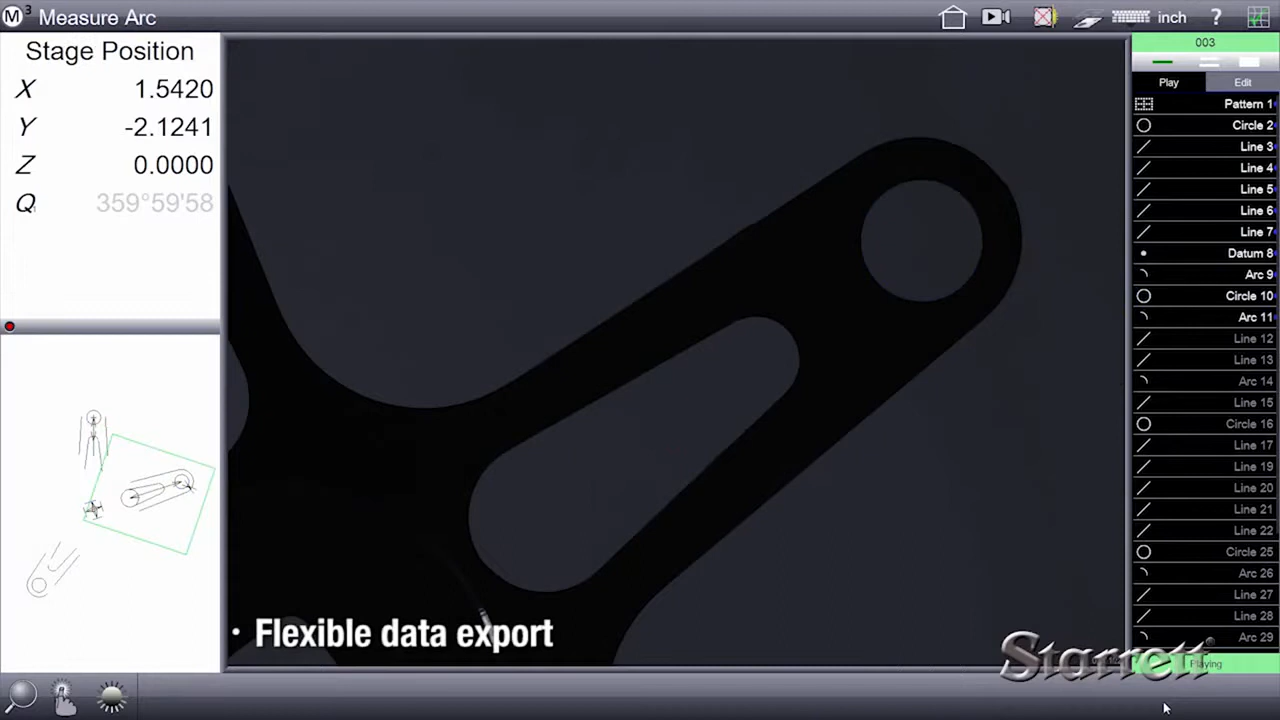 M3 Measure Arc
inch ?
Stage Position
X 1.5420
Y -2.1241
Z 0.0000
Q 359°59'58
003
Play Edit
Pattern 1
Circle 2
Line 3
Line 4
Line 5
Line 6
Line 7
Datum 8
Arc 9
Circle 10
Arc 11
Line 12
Line 13
Arc 14
Line 15
Circle 16
Line 17
Line 19
Line 20
Line 21
Line 22
Circle 25
Arc 26
Line 27
Line 28
Arc 29
Playing
· Flexible data export
Starrett®